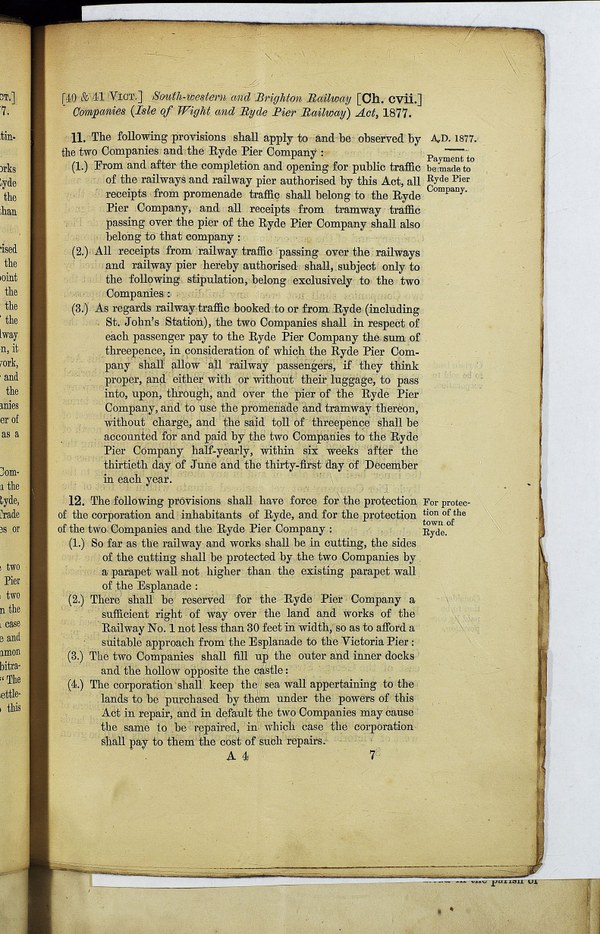 [40 & 41 VICT.] South-western and Brighton Railway [Ch. cvii.]
Companies (Isle of Wight and Ryde Pier Railway) Act, 1877.
11. The following provisions shall apply to and be observed by
the two Companies and the Ryde Pier Company :
A.D. 1877.
Payment to
be made to
Ryde Pier
Company.
(1.) From and after the completion and opening for public traffic
of the railways and railway pier authorised by this Act, all
receipts from promenade traffic shall belong to the Ryde
Pier Company, and all receipts from tramway traffic
passing over the pier of the Ryde Pier Company shall also
belong to that company :
(2.) All receipts from railway traffic passing over the railways
and railway pier hereby authorised shall, subject only to
the following stipulation, belong exclusively to the two
Companies :
(3.) As regards railway traffic booked to or from Ryde (including
St. John's Station), the two Companies shall in respect of
each passenger pay to the Ryde Pier Company the sum of
threepence, in consideration of which the Ryde Pier Com-
pany shall allow all railway passengers, if they think
proper, and either with or without their luggage, to pass
into, upon, through, and over the pier of the Ryde Pier
Company, and to use the promenade and tramway thereon,
without charge, and the said toll of threepence shall be
accounted for and paid by the two Companies to the Ryde
Pier Company half-yearly, within six weeks after the
thirtieth day of June and the thirty-first day of December
in each year.
12. The following provisions shall have force for the protection
of the corporation and inhabitants of Ryde, and for the protection
of the two Companies and the Ryde Pier Company :
For protec-
tion of the
town of
Ryde.
(1.) So far as the railway and works shall be in cutting, the sides
of the cutting shall be protected by the two Companies by
a parapet wall not higher than the existing parapet wall
of the Esplanade :
(2.) There shall be reserved for the Ryde Pier Company a
sufficient right of way over the land and works of the
Railway No. 1 not less than 30 feet in width, so as to afford a
suitable approach from the Esplanade to the Victoria Pier :
(3.) The two Companies shall fill up the outer and inner docks
and the hollow opposite the castle :
(4.) The corporation shall keep the sea wall appertaining to the
lands to be purchased by them under the powers of this
Act in repair, and in default the two Companies may cause
the same to be repaired, in which case the corporation
shall pay to them the cost of such repairs.
A 4 7